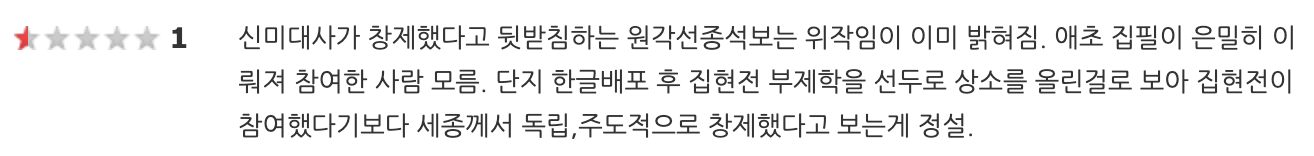 1
신미대사가 창제했다고 뒷받침하는 원각선종석보는 위작임이 이미 밝혀짐. 애초 집필이 은밀히 이
뤄져 참여한 사람 모름. 단지 한글배포 후 집현전 부제학을 선두로 상소를 올린걸로 보아 집현전이
참여했다기보다 세종께서 독립,주도적으로 창제했다고 보는게 정설.